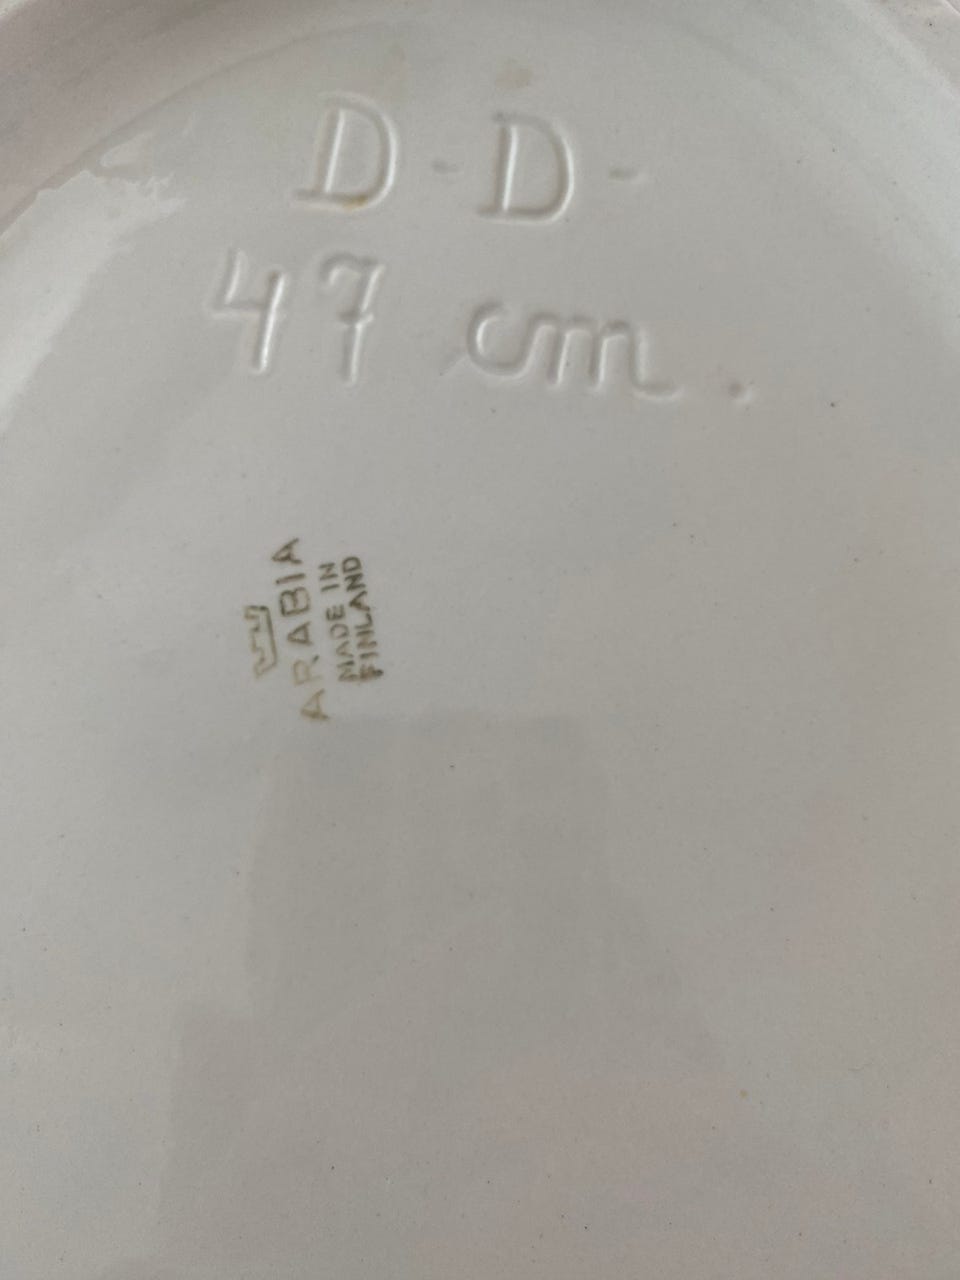 D-D-
47 cm.
ARABIA
MADE IN
FINLAND